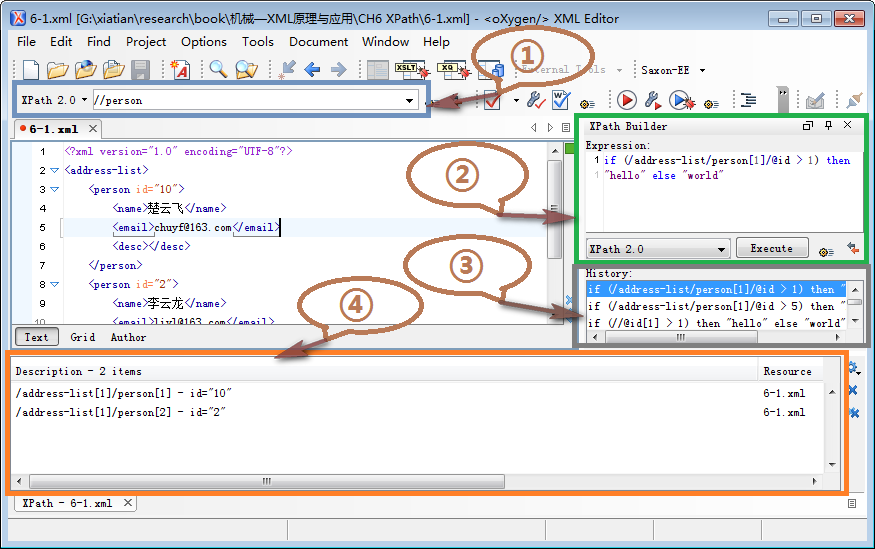 6-1.xml [G:\xiatian\research\book\机械—XML原理与应用\CH6 XPath\6-1.xml] - <oXygen/> XML Editor
File Edit Find Project Options Tools Document Window Help
①
XSLT XQ External Tools Saxon-EE
XPath 2.0 //person
6-1.xml
1 <?xml version="1.0" encoding="UTF-8"?>
2 <address-list>
3 <person id="10">
4 <name>楚云飞</name>
5 <email>chuyf@163.com</email>
6 <desc></desc>
7 </person>
8 <person id="2">
9 <name>李云龙</name>
10 <email>lixl@163.com</email>
Text Grid Author
②
XPath Builder
Expression:
1 if (/address-list/person[1]/@id > 1) then
1 "hello" else "world"
XPath 2.0 Execute
③
History:
if (/address-list/person[1]/@id > 1) then "
if (/address-list/person[1]/@id > 5) then "
if (//@id[1] > 1) then "hello" else "world"
④
Description - 2 items Resource
/address-list[1]/person[1] - id="10" 6-1.xml
/address-list[1]/person[2] - id="2" 6-1.xml
XPath - 6-1.xml